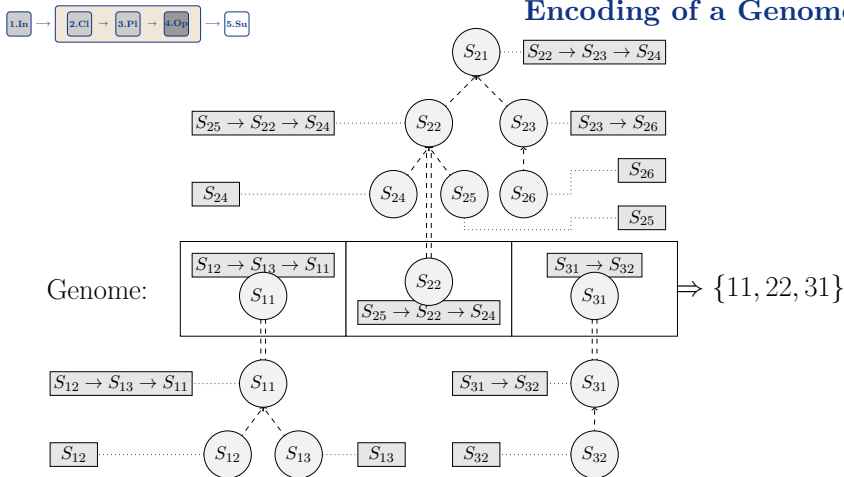 Encoding of a Genome
1.In → 2.Cl → 3.Pl → 4.Op → 5.Su
S21 S22 → S23 → S24
S25 → S22 → S24 S22 S23 S23 → S26
S24 S24 S25 S26 S26
S25
Genome: S12 → S13 → S11 S11 S22 S25 → S22 → S24 S31 → S32 S31 ⇒ {11, 22, 31}
S12 → S13 → S11 S11 S31 → S32 S31
S12 S12 S13 S13 S32 S32